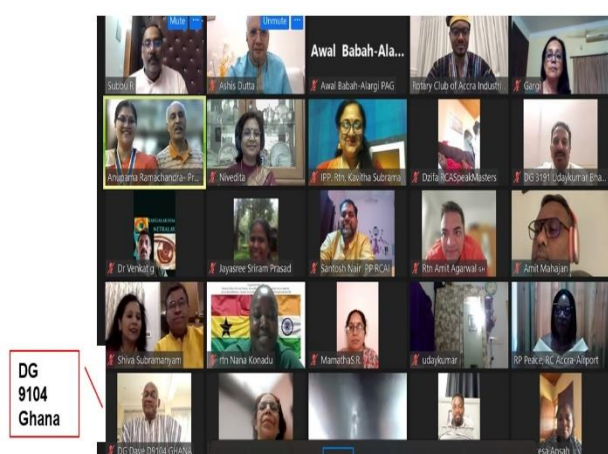 Mute
Unmute
Subbu R
Ashis Dutta
Awal Babah-Ala...
Awal Babah-Alargi PAG
Rotary Club of Accra Industri
Gargi
Anupama Ramachandra- Pr...
Nivedita
IPP, Rtn, Kavitha Subrama
Dzifa RCASpeakMasters
DG 3191 Udaykumar Bha...
Dr Venkat g
Jayasree Sriram Prasad
Santosh Nair PP RCAI
Rtn Amit Agarwal
Amit Mahajan
Shiva Subramanyam
rtn Nana Konadu
Mamatha S.R.
udaykumar
RP Peace, RC Accra-Airport
DG
9104
Ghana
DG Dave D9104 GHANA
esa Ansah